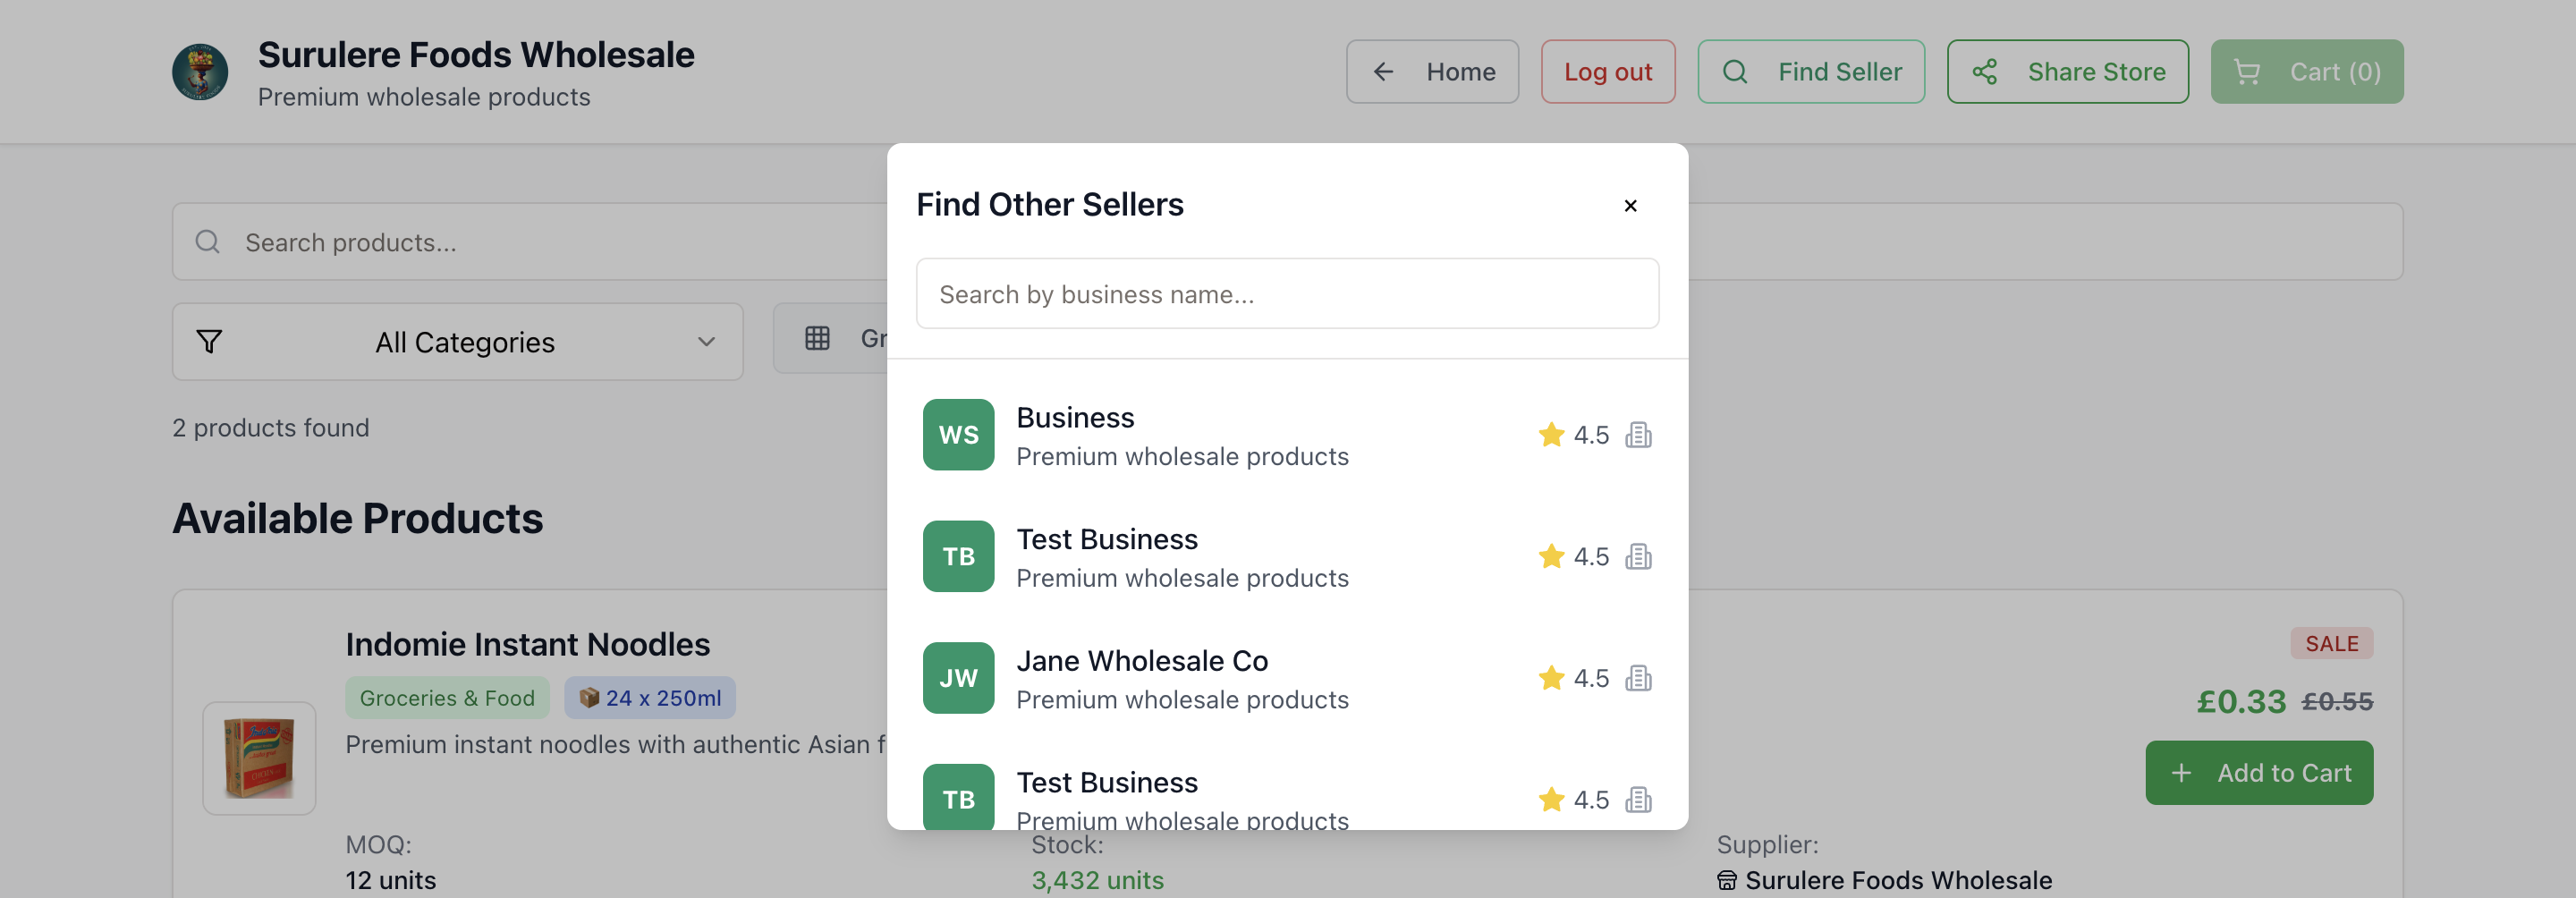 Surulere Foods Wholesale
Premium wholesale products
Home
Log out
Find Seller
Share Store
Cart (0)
Search products...
All Categories
Gr
2 products found
Available Products
Find Other Sellers
×
Search by business name...
WS
Business
Premium wholesale products
4.5
TB
Test Business
Premium wholesale products
4.5
JW
Jane Wholesale Co
Premium wholesale products
4.5
TB
Test Business
Premium wholesale products
4.5
Indomie Instant Noodles
Groceries & Food
📦 24 x 250ml
Premium instant noodles with authentic Asian f
SALE
£0.33 £0.55
Add to Cart
MOQ:
12 units
Stock:
3,432 units
Supplier:
Surulere Foods Wholesale